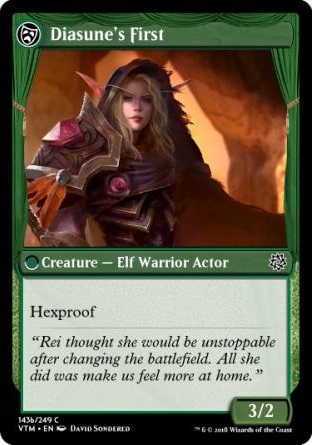 Diasune's First
Creature — Elf Warrior Actor
Hexproof
“Rei thought she would be unstoppable
after changing the battlefield. All she
did was make us feel more at home.”
3/2
143b/249 C
VTM • EN David Sondered
™ & © 2018 Wizards of the Coast